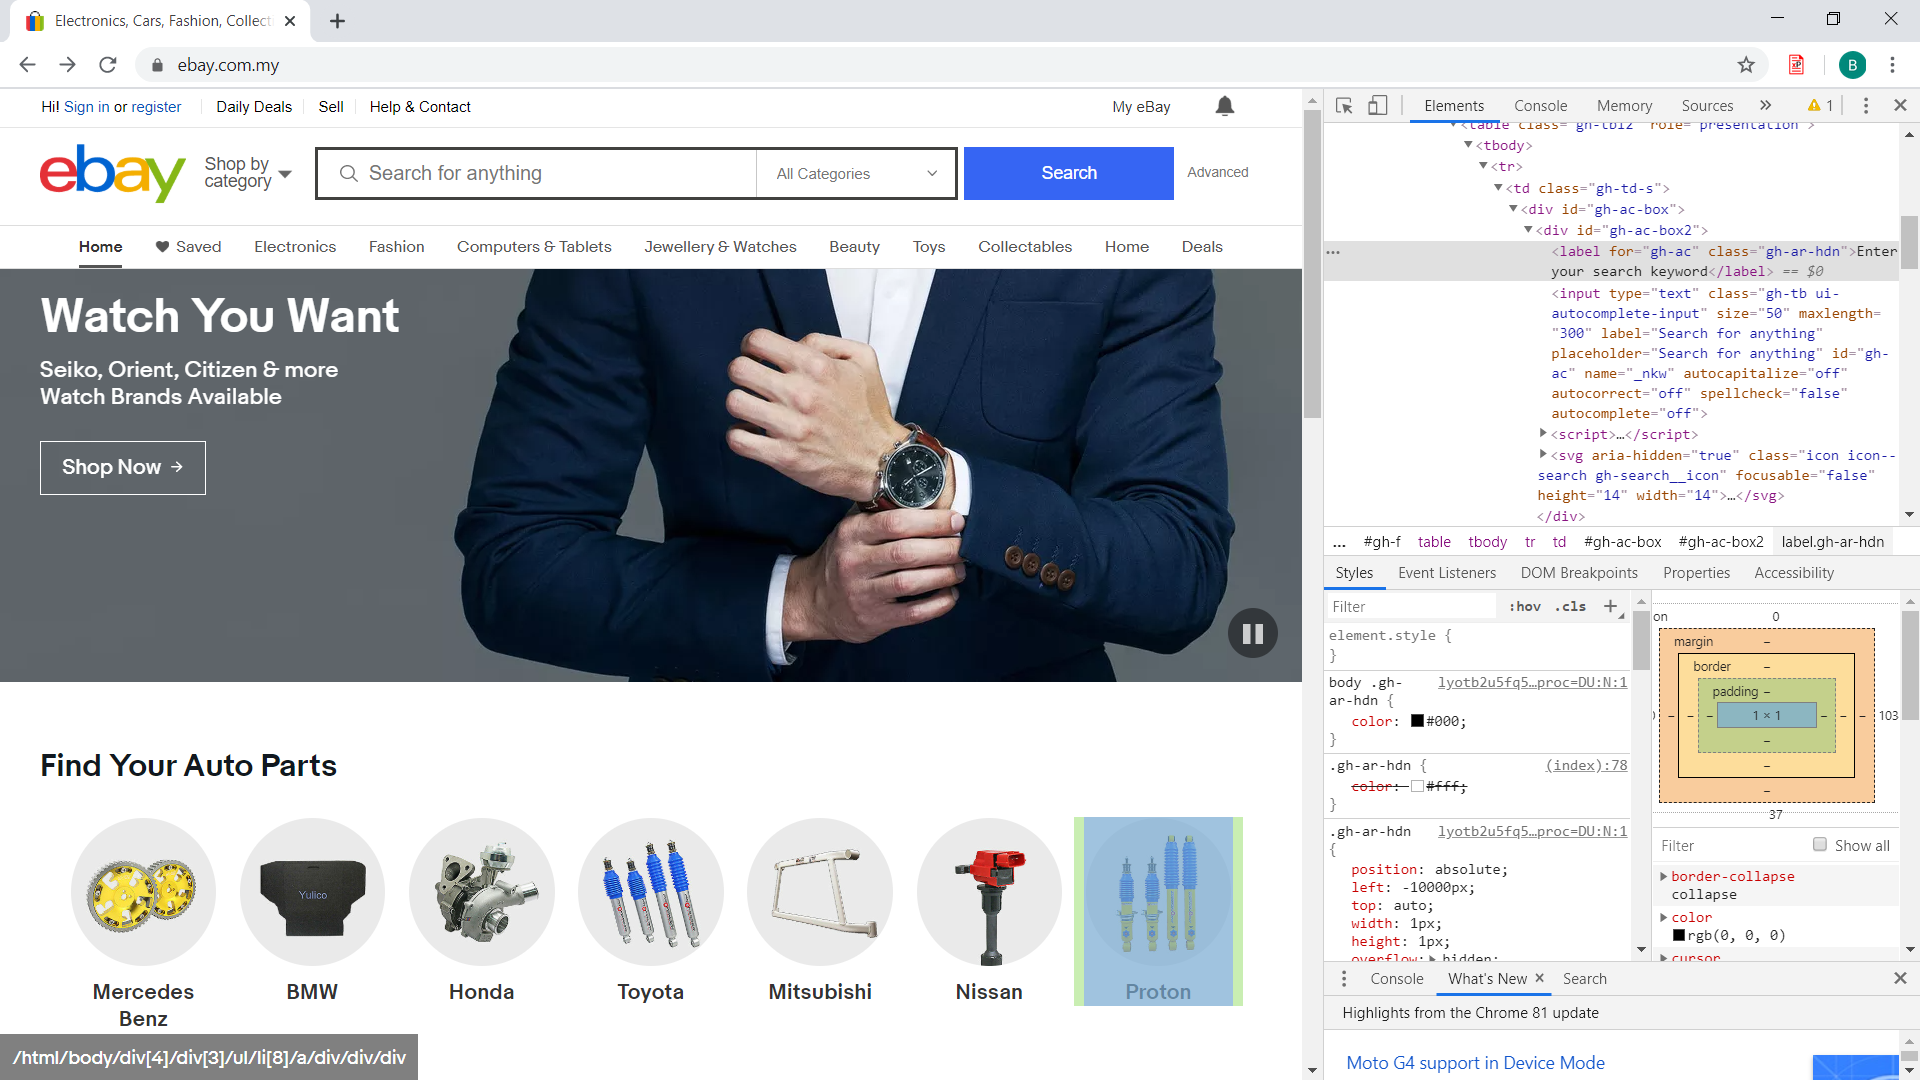 Electronics, Cars, Fashion, Collect
ebay.com.my
B
Hi! Sign in or register
Daily Deals
Sell
Help & Contact
My eBay
ebay
Shop by
category
Search for anything
All Categories
Search
Advanced
Home
Saved
Electronics
Fashion
Computers & Tablets
Jewellery & Watches
Beauty
Toys
Collectables
Home
Deals
Watch You Want
Seiko, Orient, Citizen & more
Watch Brands Available
Shop Now →
Find Your Auto Parts
Yulico
Mercedes
Benz
BMW
Honda
Toyota
Mitsubishi
Nissan
Proton
/html/body/div[4]/div[3]/ul/li[8]/a/div/div/div
Elements
Console
Memory
Sources
»
1
<table class="gh-tbl2" role="presentation">
<tbody>
<tr>
<td class="gh-td-s">
<div id="gh-ac-box">
<div id="gh-ac-box2">
<label for="gh-ac" class="gh-ar-hdn">Enter
your search keyword</label> == $0
<input type="text" class="gh-tb ui-
autocomplete-input" size="50" maxlength=
"300" label="Search for anything"
placeholder="Search for anything" id="gh-
ac" name="_nkw" autocapitalize="off"
autocorrect="off" spellcheck="false"
autocomplete="off">
<script>…</script>
<svg aria-hidden="true" class="icon icon--
search gh-search__icon" focusable="false"
height="14" width="14">…</svg>
</div>
... #gh-f table tbody tr td #gh-ac-box #gh-ac-box2 label.gh-ar-hdn
Styles
Event Listeners
DOM Breakpoints
Properties
Accessibility
Filter
:hov .cls +
element.style {
}
body .gh-
ar-hdn {
lyotb2u5fq5…proc=DU:N:1
color: #000;
}
.gh-ar-hdn {
(index):78
color: #fff;
}
.gh-ar-hdn
lyotb2u5fq5…proc=DU:N:1
{
position: absolute;
left: -10000px;
top: auto;
width: 1px;
height: 1px;
overflow: hidden;
on
0
margin –
border –
padding –
1 × 1
103
–
–
–
37
Filter
Show all
border-collapse
collapse
color
rgb(0, 0, 0)
cursor
Console
What's New
Search
Highlights from the Chrome 81 update
Moto G4 support in Device Mode